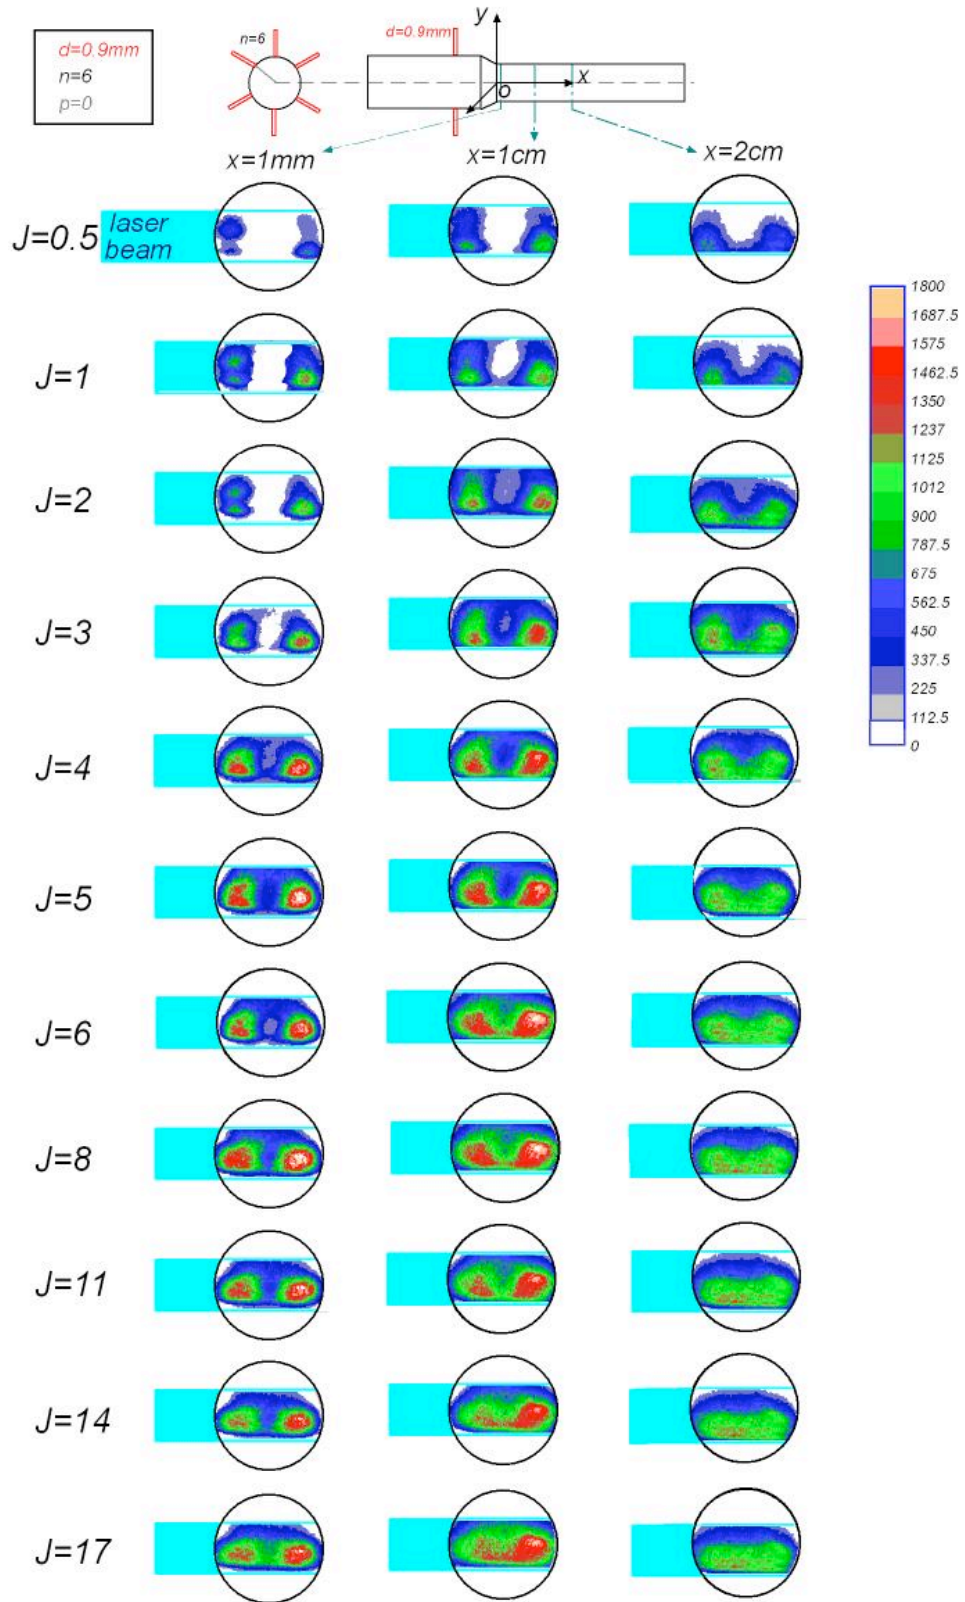 d=0.9mm
n=6
p=0
n=6
d=0.9mm
y
x
o
x=1mm
x=1cm
x=2cm
J=0.5
laser
beam
J=1
J=2
J=3
J=4
J=5
J=6
J=8
J=11
J=14
J=17
1800
1687.5
1575
1462.5
1350
1237
1125
1012
900
787.5
675
562.5
450
337.5
225
112.5
0